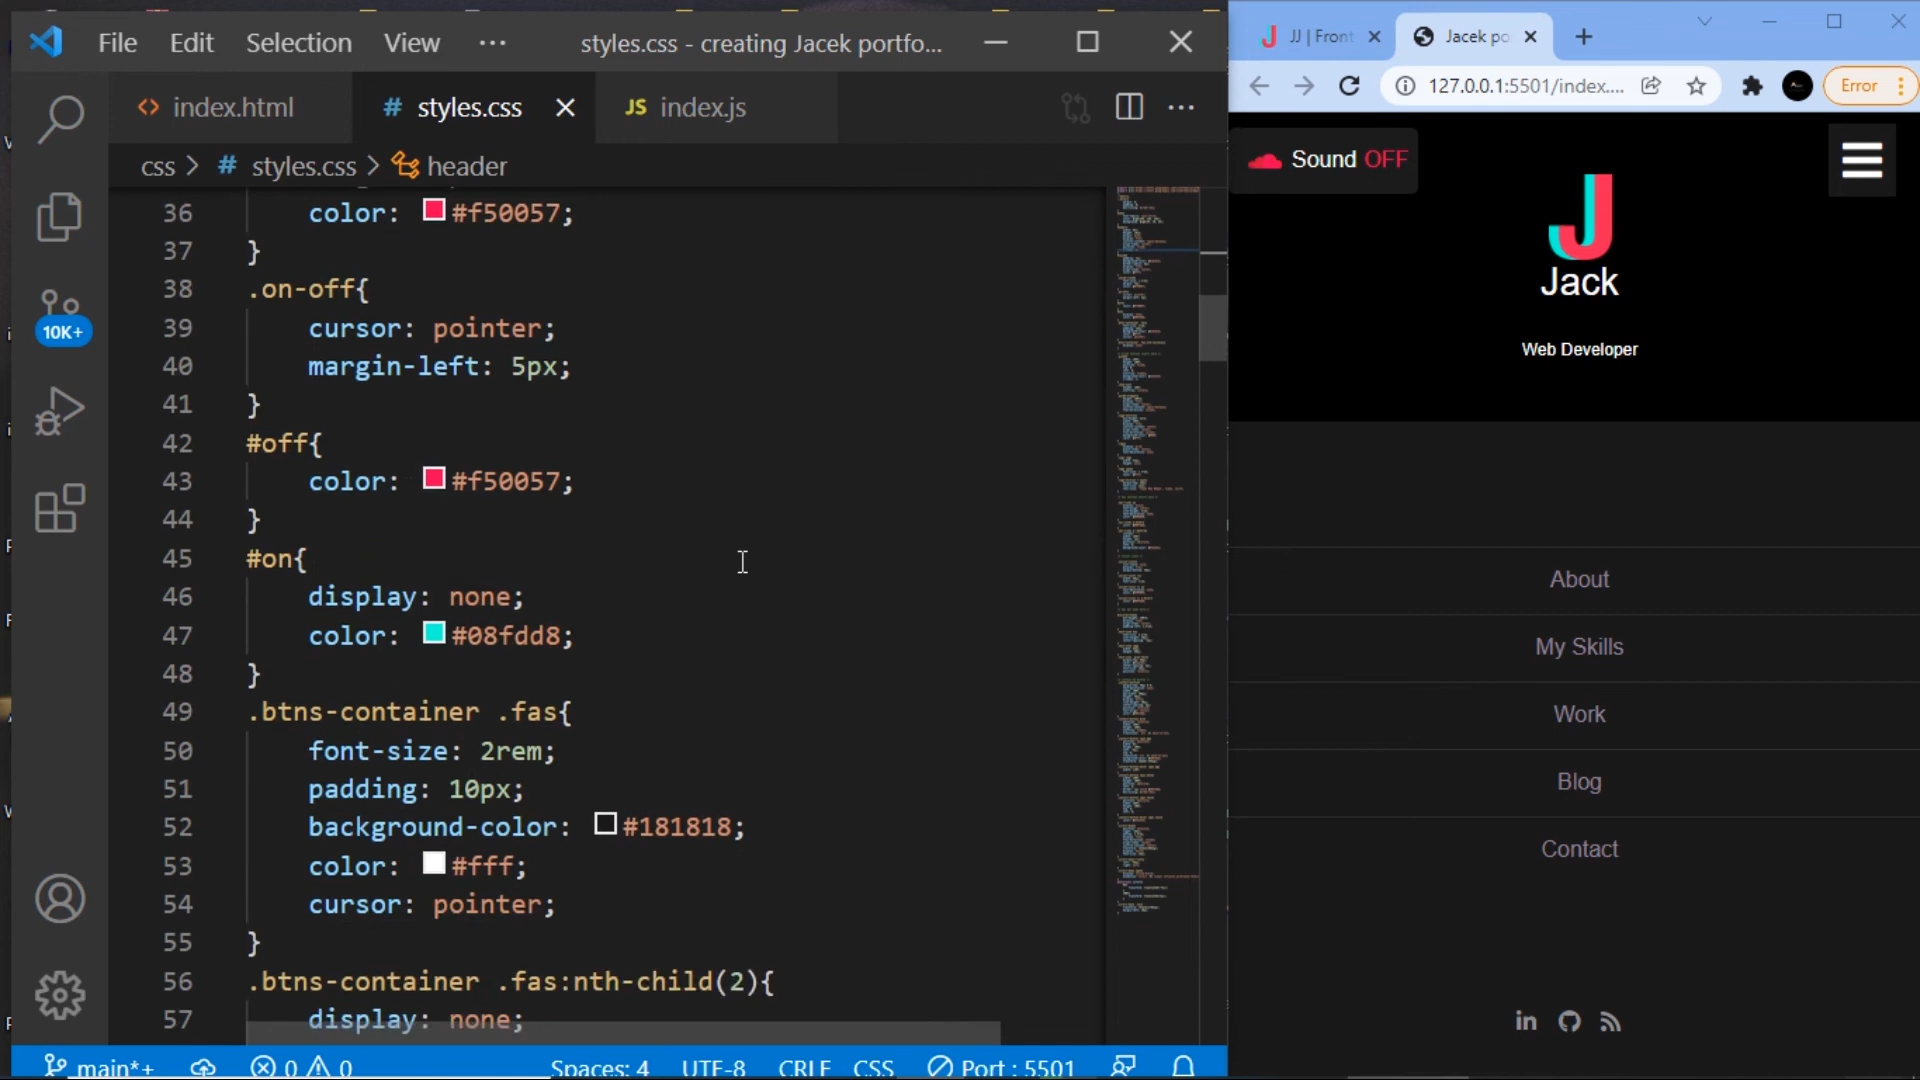 File Edit Selection View ··· styles.css - creating Jacek portfo...
index.html # styles.css JS index.js
css > # styles.css > header
36 color: #f50057;
37 }
38 .on-off{
39 cursor: pointer;
40 margin-left: 5px;
41 }
42 #off{
43 color: #f50057;
44 }
45 #on{
46 display: none;
47 color: #08fdd8;
48 }
49 .btns-container .fas{
50 font-size: 2rem;
51 padding: 10px;
52 background-color: #181818;
53 color: #fff;
54 cursor: pointer;
55 }
56 .btns-container .fas:nth-child(2){
57 display: none;
10K+
main*+ 0 0 Spaces: 4 UTF-8 CRLF CSS Port : 5501
JJ | Front Jacek po
127.0.0.1:5501/index.... Error
Sound OFF
J
Jack
Web Developer
About
My Skills
Work
Blog
Contact
in